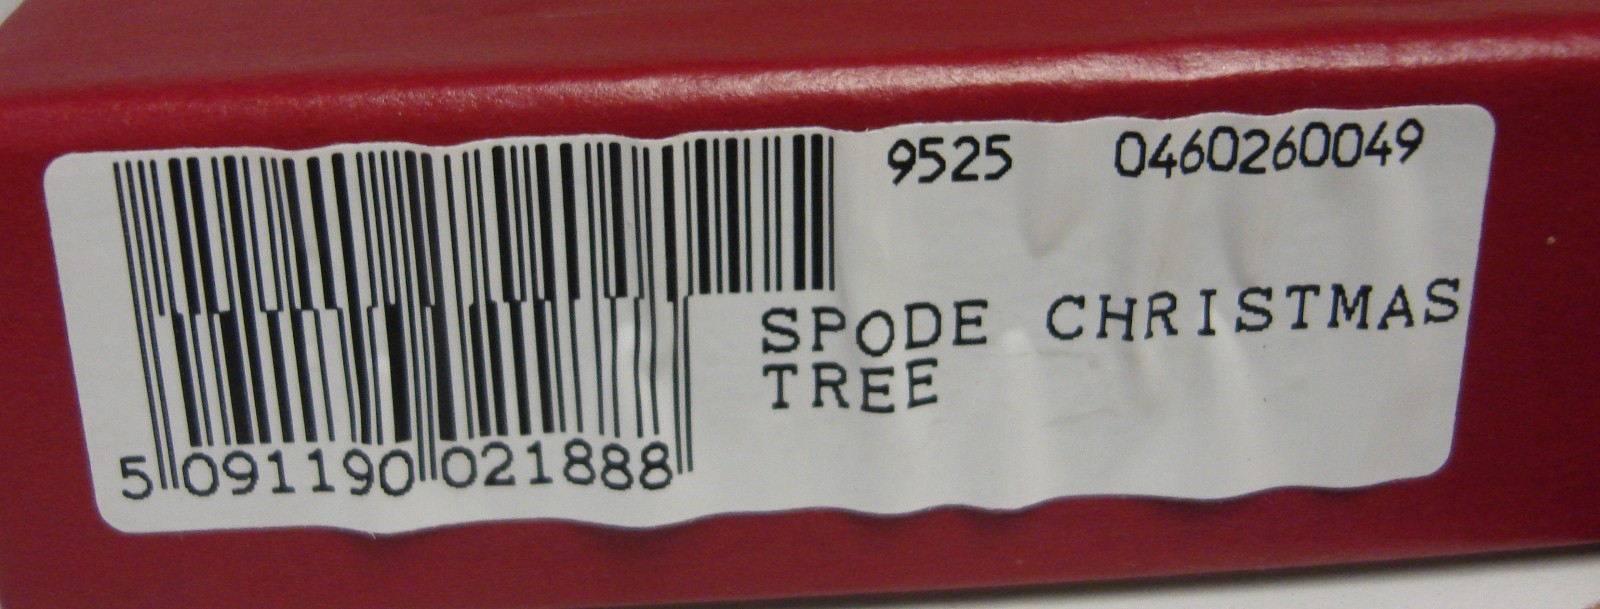 9525 0460260049
SPODE CHRISTMAS
TREE
5 091190 021888